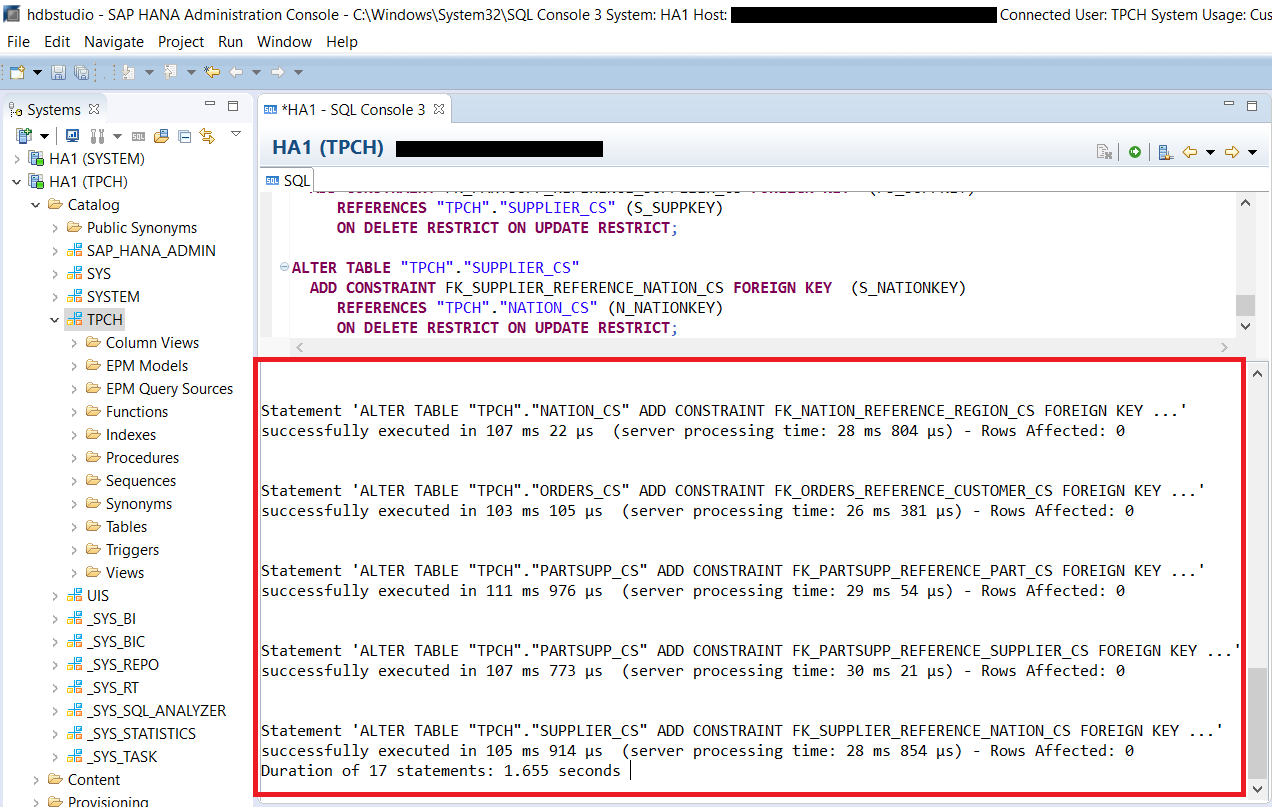 hdbstudio - SAP HANA Administration Console - C:\Windows\System32\SQL Console 3 System: HA1 Host: Connected User: TPCH System Usage: Cus
File Edit Navigate Project Run Window Help
Systems
HA1 (SYSTEM)
HA1 (TPCH)
Catalog
Public Synonyms
SAP_HANA_ADMIN
SYS
SYSTEM
TPCH
Column Views
EPM Models
EPM Query Sources
Functions
Indexes
Procedures
Sequences
Synonyms
Tables
Triggers
Views
UIS
_SYS_BI
_SYS_BIC
_SYS_REPO
_SYS_RT
_SYS_SQL_ANALYZER
_SYS_STATISTICS
_SYS_TASK
Content
Provisioning
SQL *HA1 - SQL Console 3
HA1 (TPCH)
SQL SQL
ADD CONSTRAINT FK_PARTSUPP_REFERENCE_SUPPLIER_CS FOREIGN KEY (PS_SUPPKEY)
REFERENCES "TPCH"."SUPPLIER_CS" (S_SUPPKEY)
ON DELETE RESTRICT ON UPDATE RESTRICT;
ALTER TABLE "TPCH"."SUPPLIER_CS"
ADD CONSTRAINT FK_SUPPLIER_REFERENCE_NATION_CS FOREIGN KEY (S_NATIONKEY)
REFERENCES "TPCH"."NATION_CS" (N_NATIONKEY)
ON DELETE RESTRICT ON UPDATE RESTRICT;
Statement 'ALTER TABLE "TPCH"."NATION_CS" ADD CONSTRAINT FK_NATION_REFERENCE_REGION_CS FOREIGN KEY ...'
successfully executed in 107 ms 22 µs (server processing time: 28 ms 804 µs) - Rows Affected: 0
Statement 'ALTER TABLE "TPCH"."ORDERS_CS" ADD CONSTRAINT FK_ORDERS_REFERENCE_CUSTOMER_CS FOREIGN KEY ...'
successfully executed in 103 ms 105 µs (server processing time: 26 ms 381 µs) - Rows Affected: 0
Statement 'ALTER TABLE "TPCH"."PARTSUPP_CS" ADD CONSTRAINT FK_PARTSUPP_REFERENCE_PART_CS FOREIGN KEY ...'
successfully executed in 111 ms 976 µs (server processing time: 29 ms 54 µs) - Rows Affected: 0
Statement 'ALTER TABLE "TPCH"."PARTSUPP_CS" ADD CONSTRAINT FK_PARTSUPP_REFERENCE_SUPPLIER_CS FOREIGN KEY ...'
successfully executed in 107 ms 773 µs (server processing time: 30 ms 21 µs) - Rows Affected: 0
Statement 'ALTER TABLE "TPCH"."SUPPLIER_CS" ADD CONSTRAINT FK_SUPPLIER_REFERENCE_NATION_CS FOREIGN KEY ...'
successfully executed in 105 ms 914 µs (server processing time: 28 ms 854 µs) - Rows Affected: 0
Duration of 17 statements: 1.655 seconds